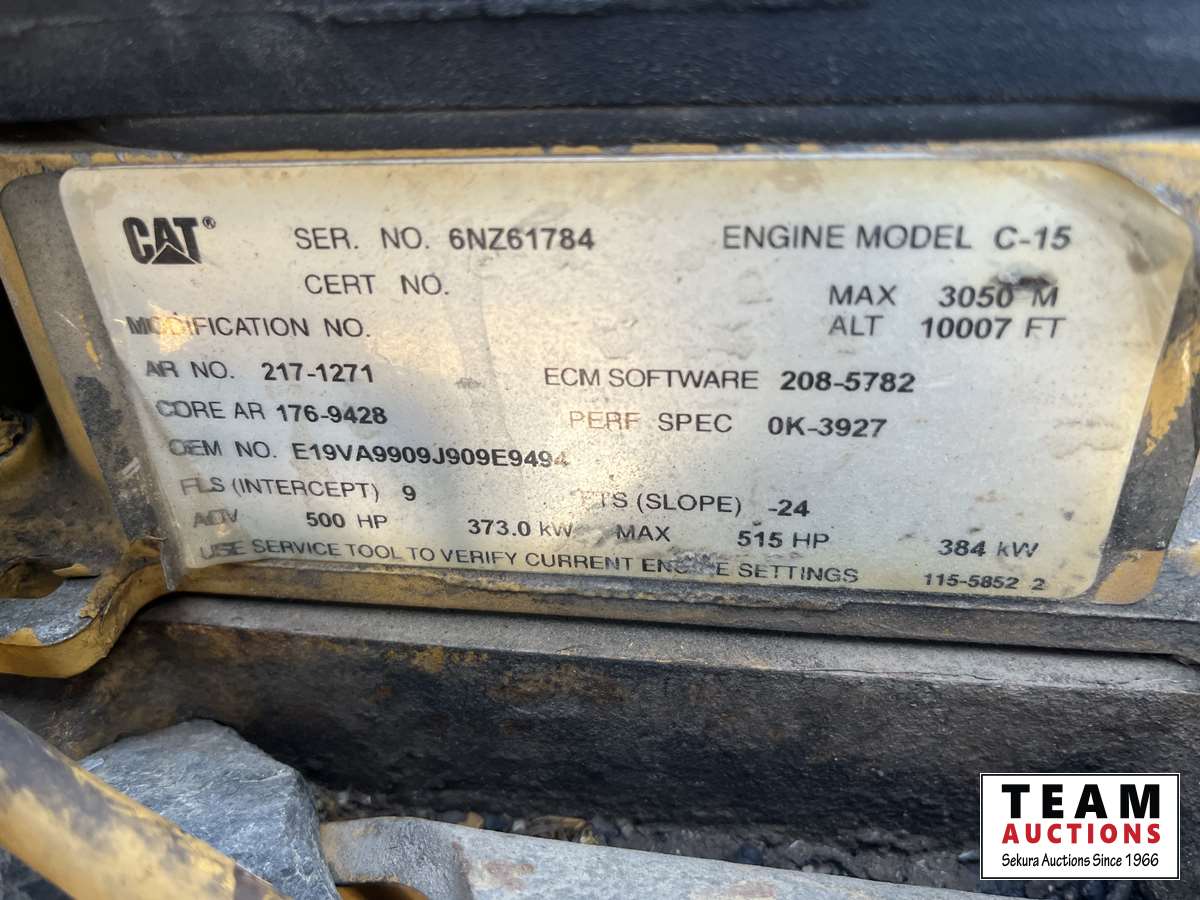 CAT® SER. NO. 6NZ61784 ENGINE MODEL C-15
CERT NO. MAX 3050 M
MODIFICATION NO. ALT 10007 FT
AR NO. 217-1271 ECM SOFTWARE 208-5782
CORE AR 176-9428 PERF SPEC 0K-3927
OEM NO. E19VA9909J909E9494
FLS (INTERCEPT) 9 FTS (SLOPE) -24
ADV 500 HP 373.0 kW MAX 515 HP 384 kW
USE SERVICE TOOL TO VERIFY CURRENT ENGINE SETTINGS 115-5852 2
TEAM
AUCTIONS
Sekura Auctions Since 1966